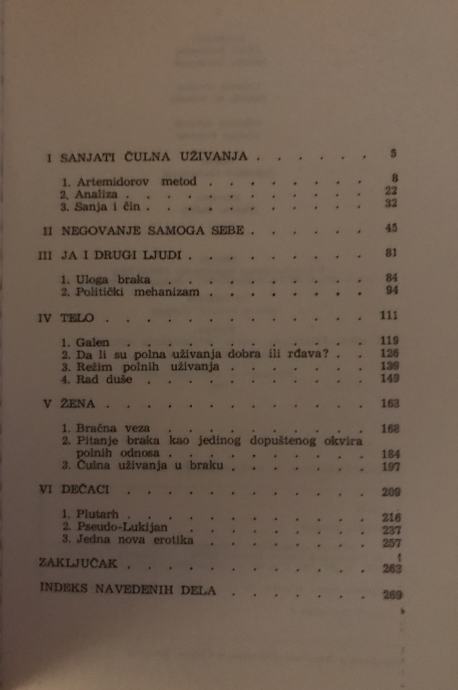 I SANJATI ČULNA UŽIVANJA . . . . . . 5
1. Artemidorov metod . . . . . . . 8
2. Analiza . . . . . . . . . . 22
3. Sanja i čin . . . . . . . . . 32
II NEGOVANJE SAMOGA SEBE . . . . . . 45
III JA I DRUGI LJUDI . . . . . . . . 81
1. Uloga braka . . . . . . . . . 84
2. Politički mehanizam . . . . . . . 94
IV TELO . . . . . . . . . . . . 111
1. Galen . . . . . . . . . . . 119
2. Da li su polna uživanja dobra ili rđava? . . 126
3. Režim polnih uživanja . . . . . . 139
4. Rad duše . . . . . . . . . . 149
V ŽENA . . . . . . . . . . . . 163
1. Bračna veza . . . . . . . . . 168
2. Pitanje braka kao jedinog dopuštenog okvira
polnih odnosa . . . . . . . . . 184
3. Čulna uživanja u braku . . . . . . 197
VI DEČACI . . . . . . . . . . . 209
1. Plutarh . . . . . . . . . . 216
2. Pseudo-Lukijan . . . . . . . . 237
3. Jedna nova erotika . . . . . . . 257
ZAKLJUČAK . . . . . . . . . . . 263
INDEKS NAVEDENIH DELA . . . . . . . 269